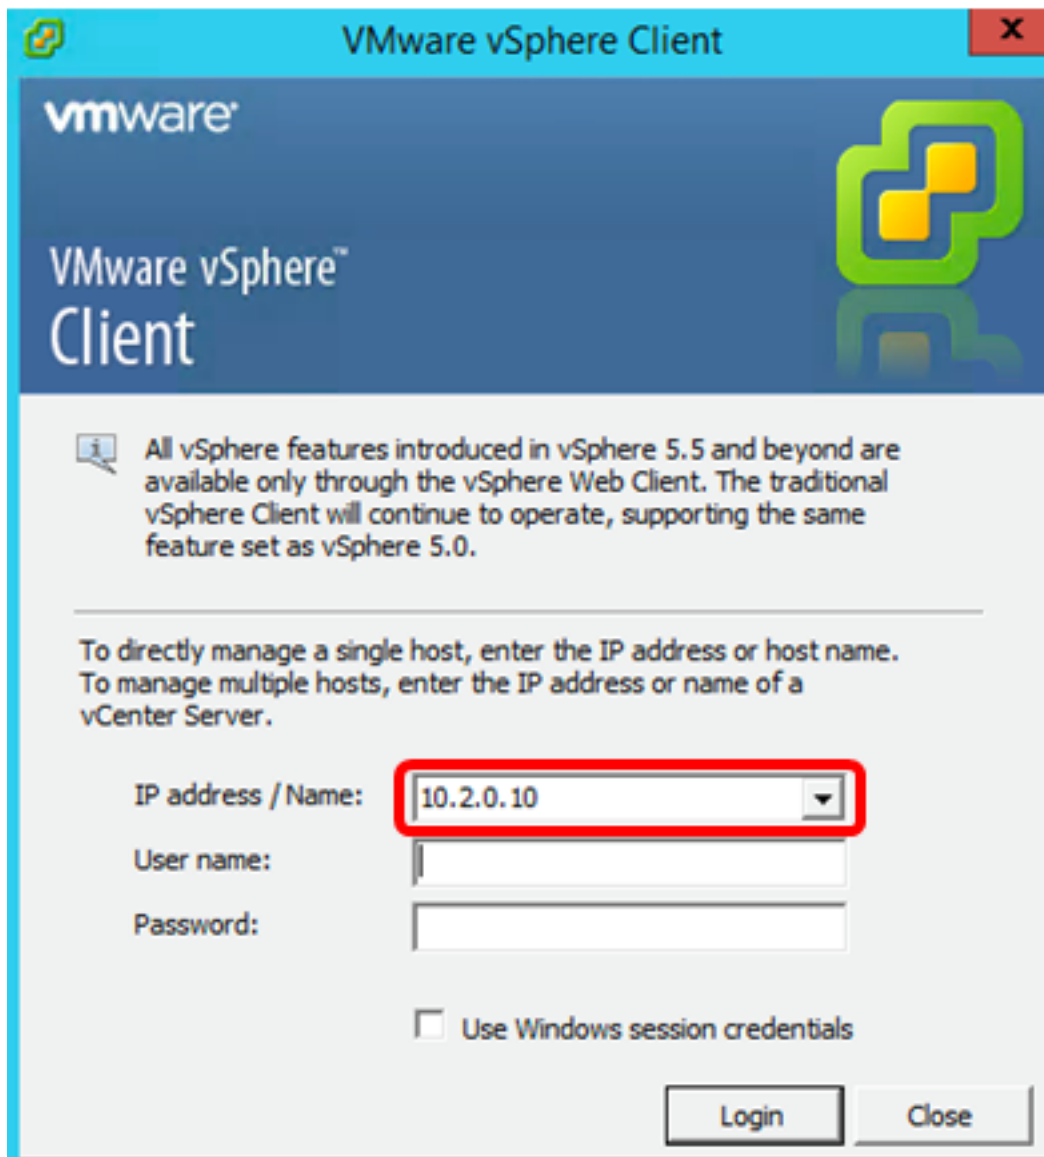 VMware vSphere Client
vmware
VMware vSphere™
Client
All vSphere features introduced in vSphere 5.5 and beyond are
available only through the vSphere Web Client. The traditional
vSphere Client will continue to operate, supporting the same
feature set as vSphere 5.0.
To directly manage a single host, enter the IP address or host name.
To manage multiple hosts, enter the IP address or name of a
vCenter Server.
IP address / Name: 10.2.0.10
User name:
Password:
Use Windows session credentials
Login Close